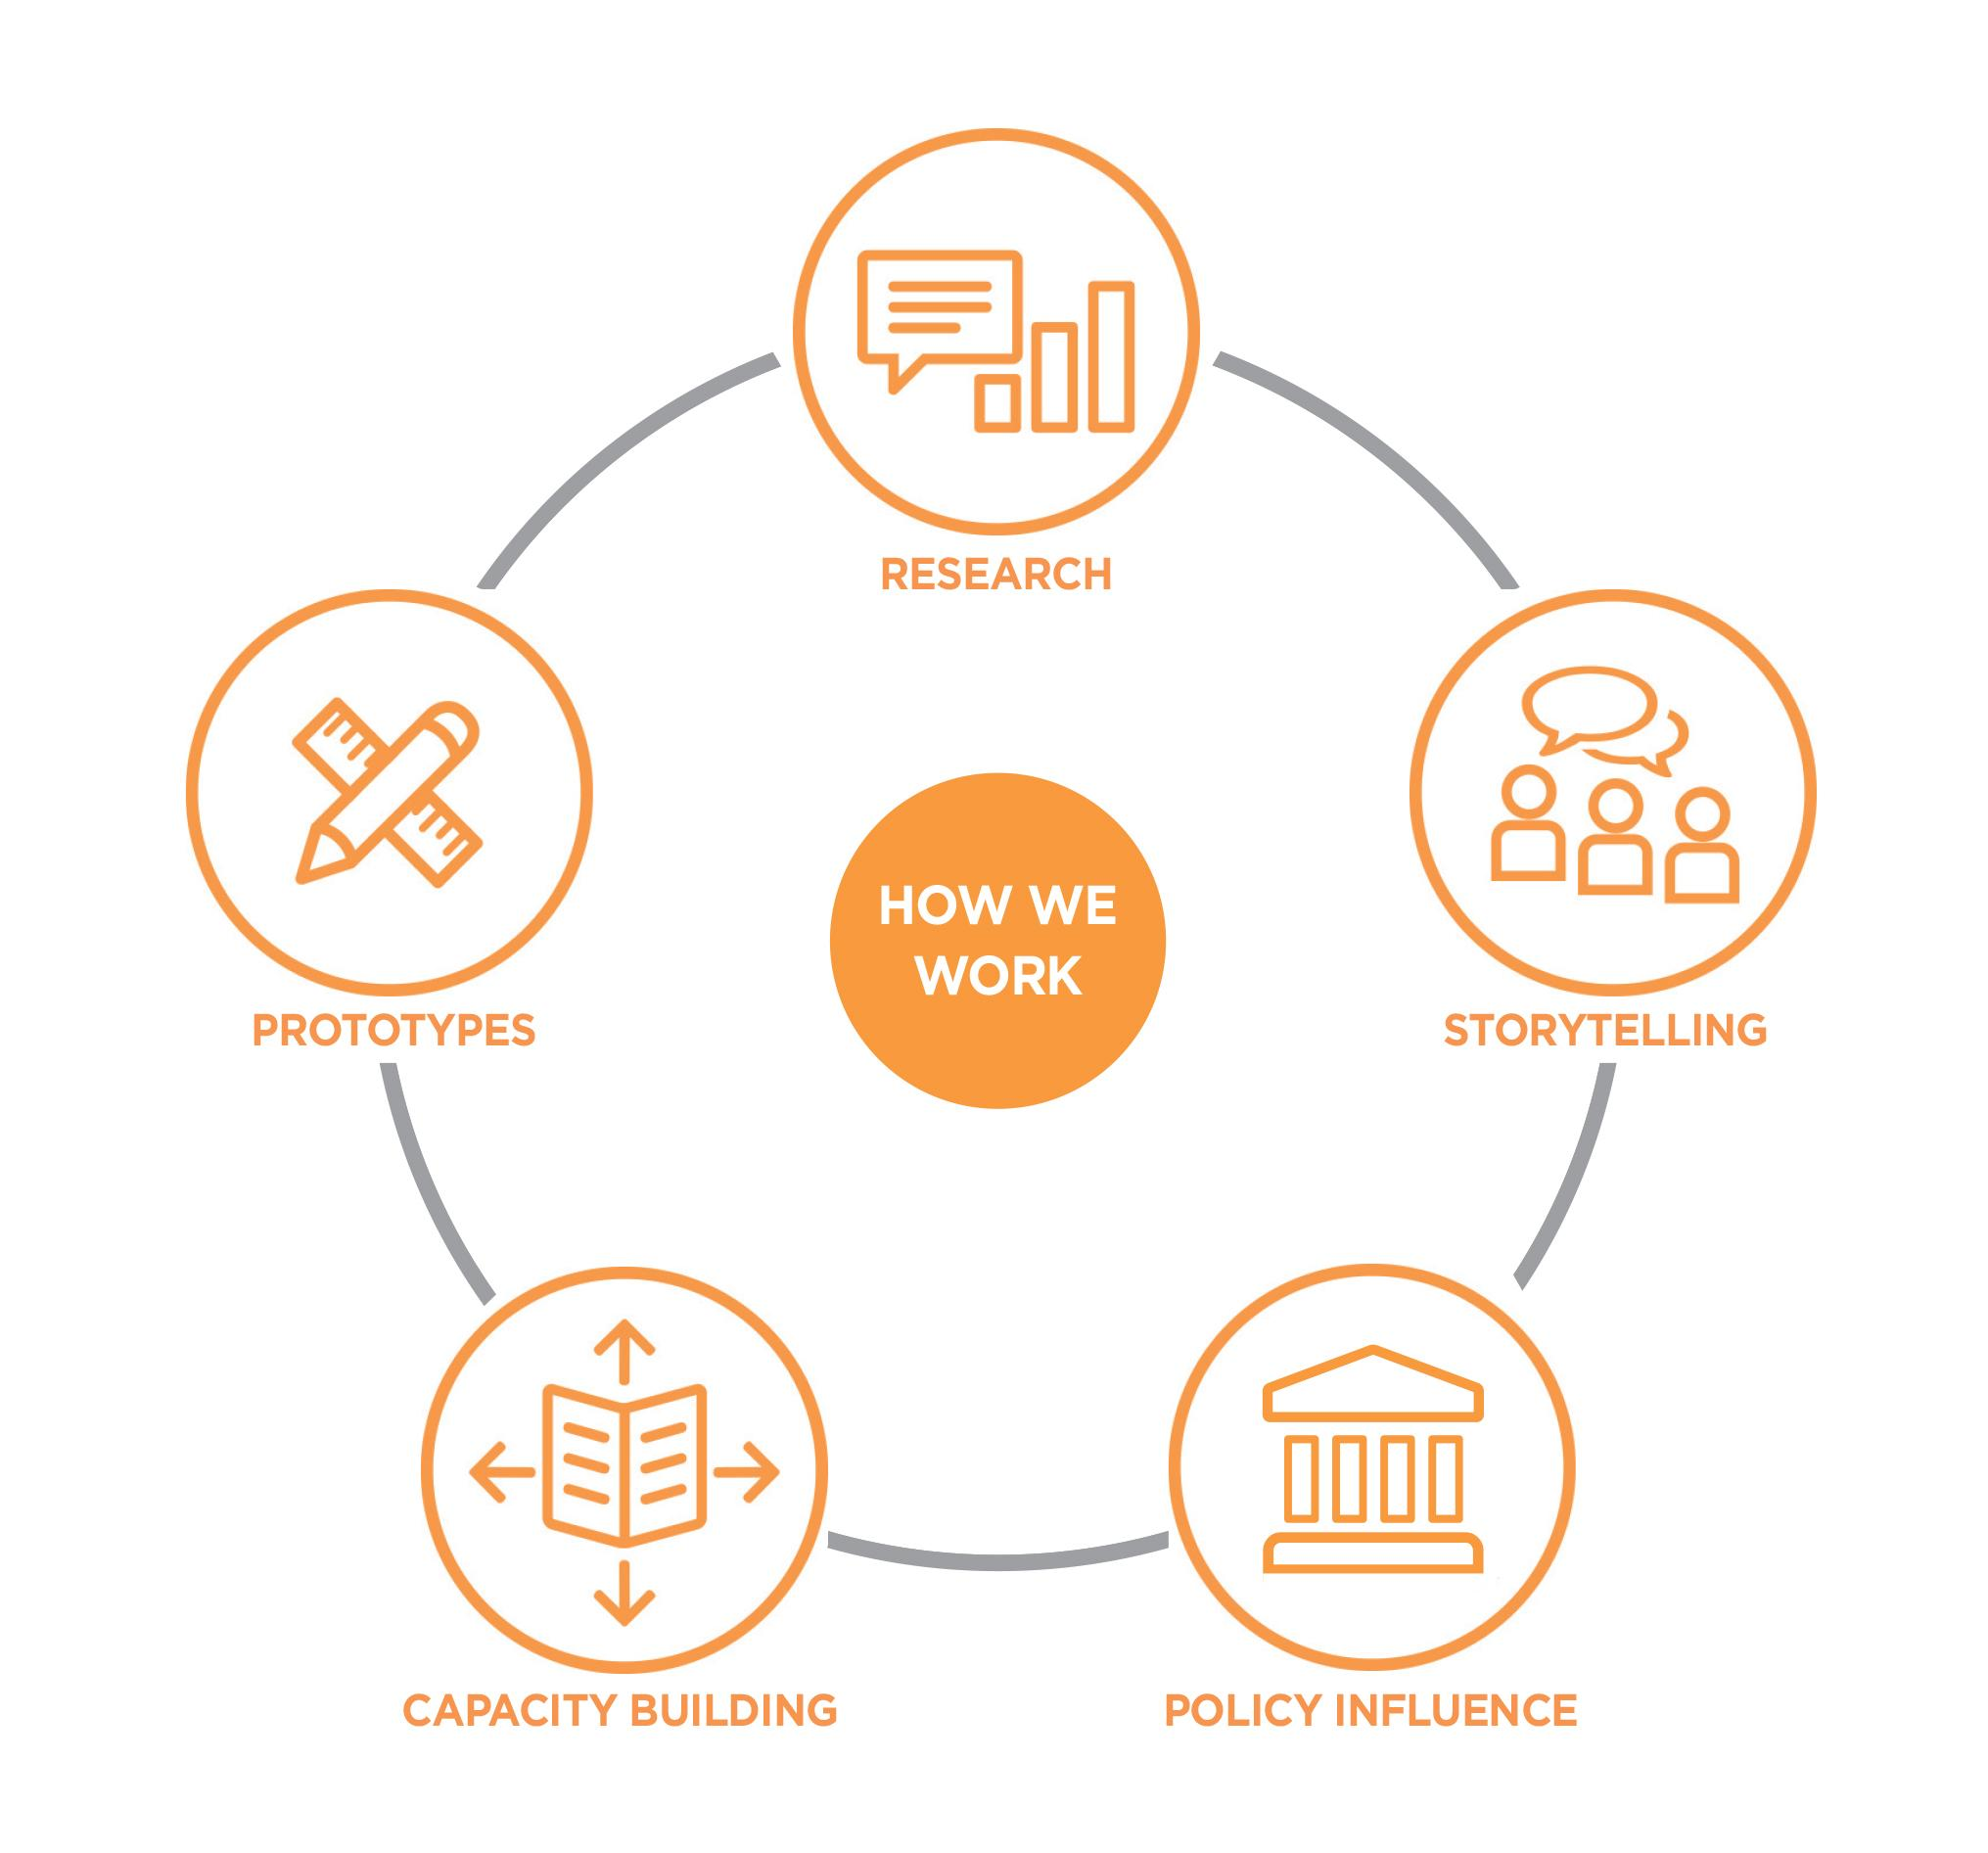 RESEARCH
PROTOTYPES
HOW WE
WORK
STORYTELLING
CAPACITY BUILDING
POLICY INFLUENCE